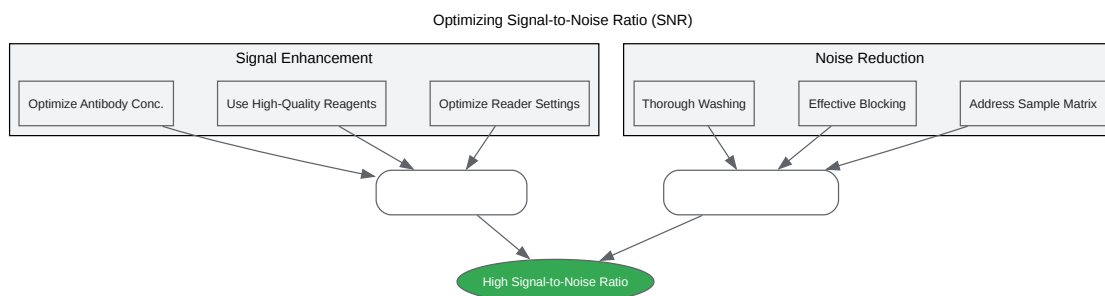 Optimizing Signal-to-Noise Ratio (SNR)
Signal Enhancement
Optimize Antibody Conc.
Use High-Quality Reagents
Optimize Reader Settings
Noise Reduction
Thorough Washing
Effective Blocking
Address Sample Matrix
High Signal-to-Noise Ratio